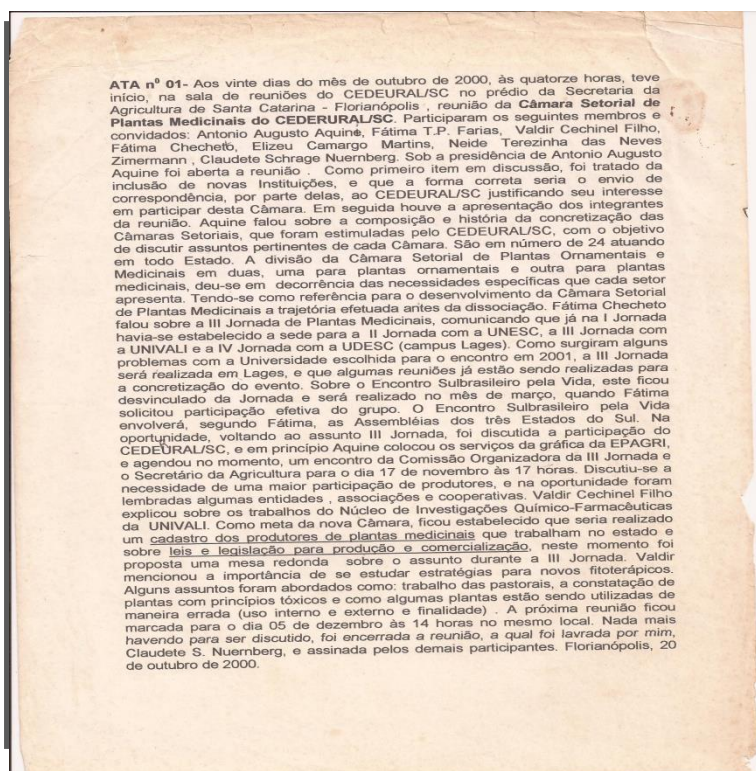 ATA nº 01- Aos vinte dias do mês de outubro de 2000, às quatorze horas, teve
início, na sala de reuniões do CEDEURAL/SC no prédio da Secretaria da
Agricultura de Santa Catarina - Florianópolis , reunião da Câmara Setorial de
Plantas Medicinais do CEDERURAL/SC. Participaram os seguintes membros e
convidados: Antonio Augusto Aquine, Fátima T.P. Farias, Valdir Cechinel Filho,
Fátima Checheto, Elizeu Camargo Martins, Neide Terezinha das Neves
Zimermann , Claudete Schrage Nuernberg. Sob a presidência de Antonio Augusto
Aquine foi aberta a reunião . Como primeiro item em discussão, foi tratado da
inclusão de novas Instituições, e que a forma correta seria o envio de
correspondência, por parte delas, ao CEDEURAL/SC justificando seu interesse
em participar desta Câmara. Em seguida houve a apresentação dos integrantes
da reunião. Aquine falou sobre a composição e história da concretização das
Câmaras Setoriais, que foram estimuladas pelo CEDEURAL/SC, com o objetivo
de discutir assuntos pertinentes de cada Câmara. São em número de 24 atuando
em todo Estado. A divisão da Câmara Setorial de Plantas Ornamentais e
Medicinais em duas, uma para plantas ornamentais e outra para plantas
medicinais, deu-se em decorrência das necessidades específicas que cada setor
apresenta. Tendo-se como referência para o desenvolvimento da Câmara Setorial
de Plantas Medicinais a trajetória efetuada antes da dissociação. Fátima Checheto
falou sobre a III Jornada de Plantas Medicinais, comunicando que já na I Jornada
havia-se estabelecido a sede para a II Jornada com a UNESC, a III Jornada com
a UNIVALI e a IV Jornada com a UDESC (campus Lages). Como surgiram alguns
problemas com a Universidade escolhida para o encontro em 2001, a III Jornada
será realizada em Lages, e que algumas reuniões já estão sendo realizadas para
a concretização do evento. Sobre o Encontro Sulbrasileiro pela Vida, este ficou
desvinculado da Jornada e será realizado no mês de março, quando Fátima
solicitou participação efetiva do grupo. O Encontro Sulbrasileiro pela Vida
envolverá, segundo Fátima, as Assembléias dos três Estados do Sul. Na
oportunidade, voltando ao assunto III Jornada, foi discutida a participação do
CEDEURAL/SC, e em princípio Aquine colocou os serviços da gráfica da EPAGRI,
e agendou no momento, um encontro da Comissão Organizadora da III Jornada e
o Secretário da Agricultura para o dia 17 de novembro às 17 horas. Discutiu-se a
necessidade de uma maior participação de produtores, e na oportunidade foram
lembradas algumas entidades , associações e cooperativas. Valdir Cechinel Filho
explicou sobre os trabalhos do Núcleo de Investigações Químico-Farmacêuticas
da UNIVALI. Como meta da nova Câmara, ficou estabelecido que seria realizado
um cadastro dos produtores de plantas medicinais que trabalham no estado e
sobre leis e legislação para produção e comercialização, neste momento foi
proposta uma mesa redonda sobre o assunto durante a III Jornada. Valdir
mencionou a importância de se estudar estratégias para novos fitoterápicos.
Alguns assuntos foram abordados como: trabalho das pastorais, a constatação de
plantas com princípios tóxicos e como algumas plantas estão sendo utilizadas de
maneira errada (uso interno e externo e finalidade) . A próxima reunião ficou
marcada para o dia 05 de dezembro às 14 horas no mesmo local. Nada mais
havendo para ser discutido, foi encerrada a reunião, a qual foi lavrada por mim,
Claudete S. Nuernberg, e assinada pelos demais participantes. Florianópolis, 20
de outubro de 2000.